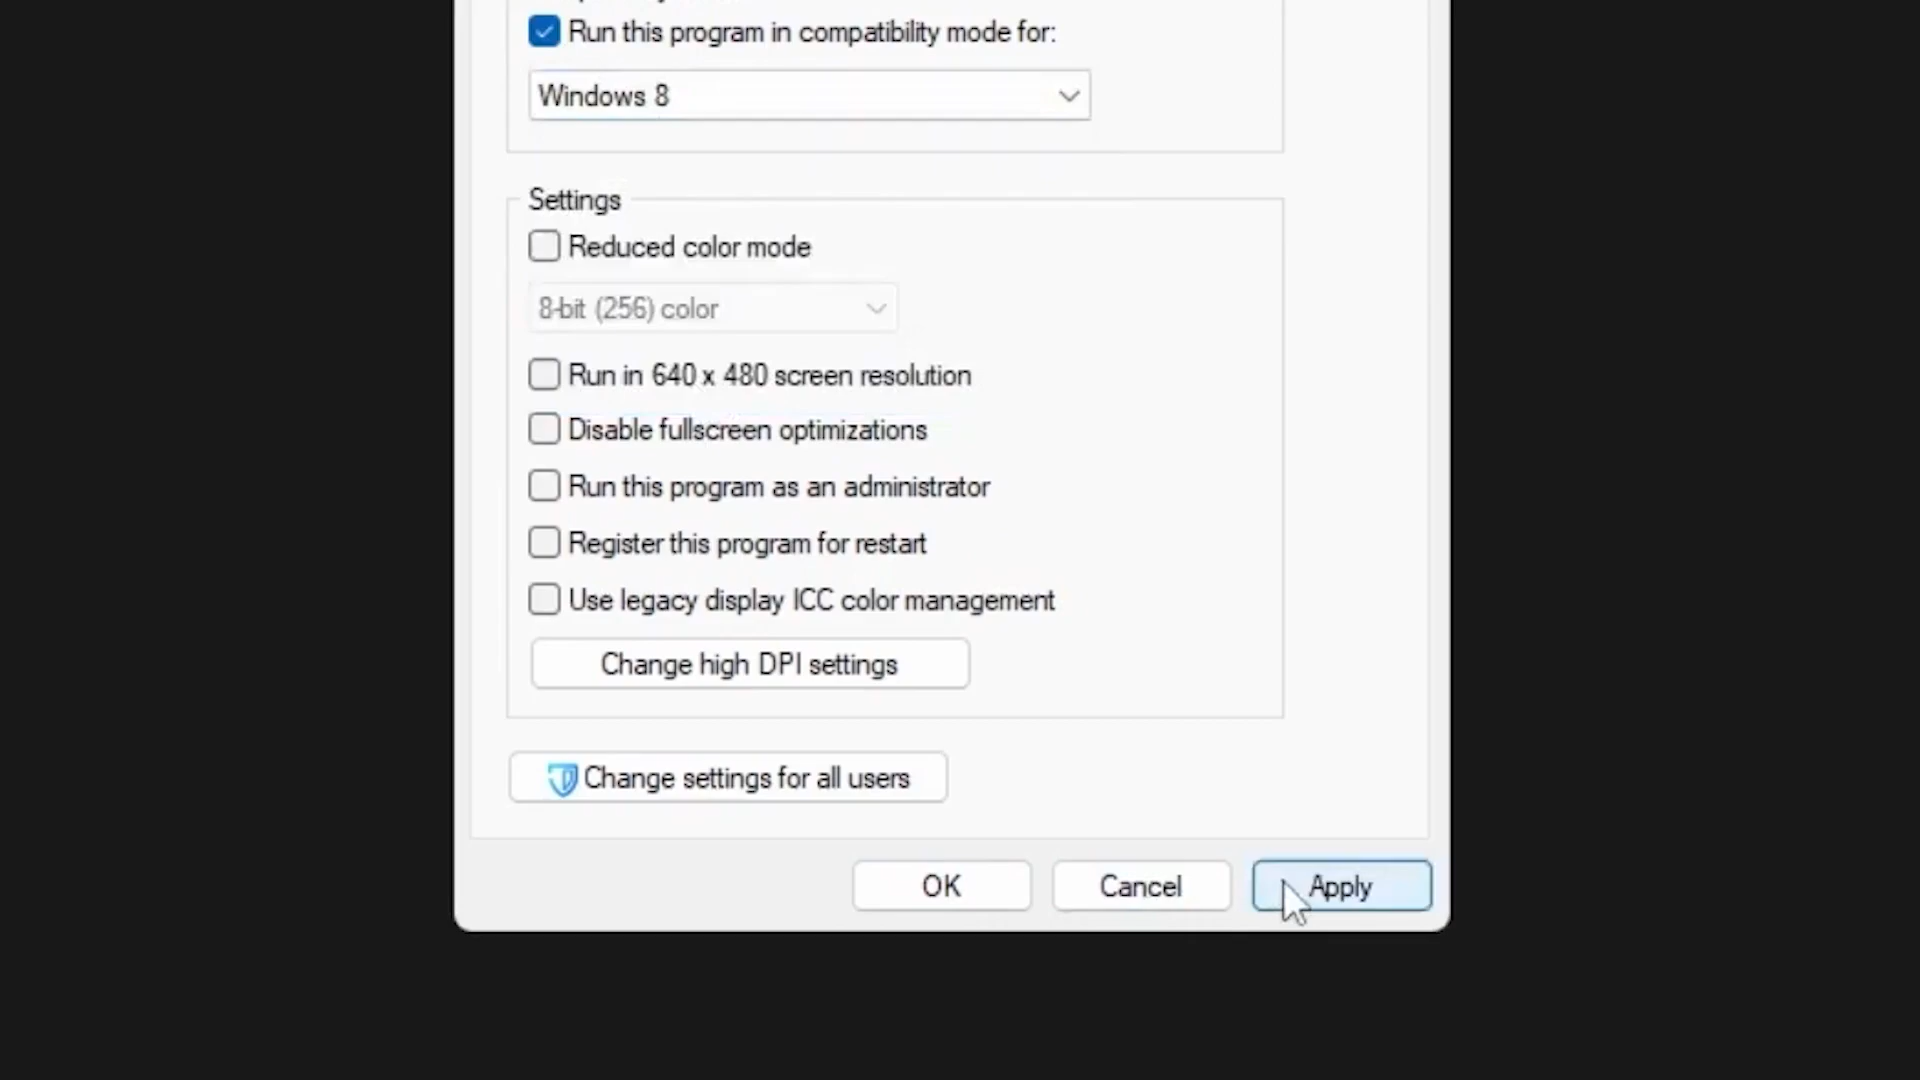 Run this program in compatibility mode for:
Windows 8
Settings
Reduced color mode
8-bit (256) color
Run in 640 x 480 screen resolution
Disable fullscreen optimizations
Run this program as an administrator
Register this program for restart
Use legacy display ICC color management
Change high DPI settings
Change settings for all users
OK
Cancel
Apply